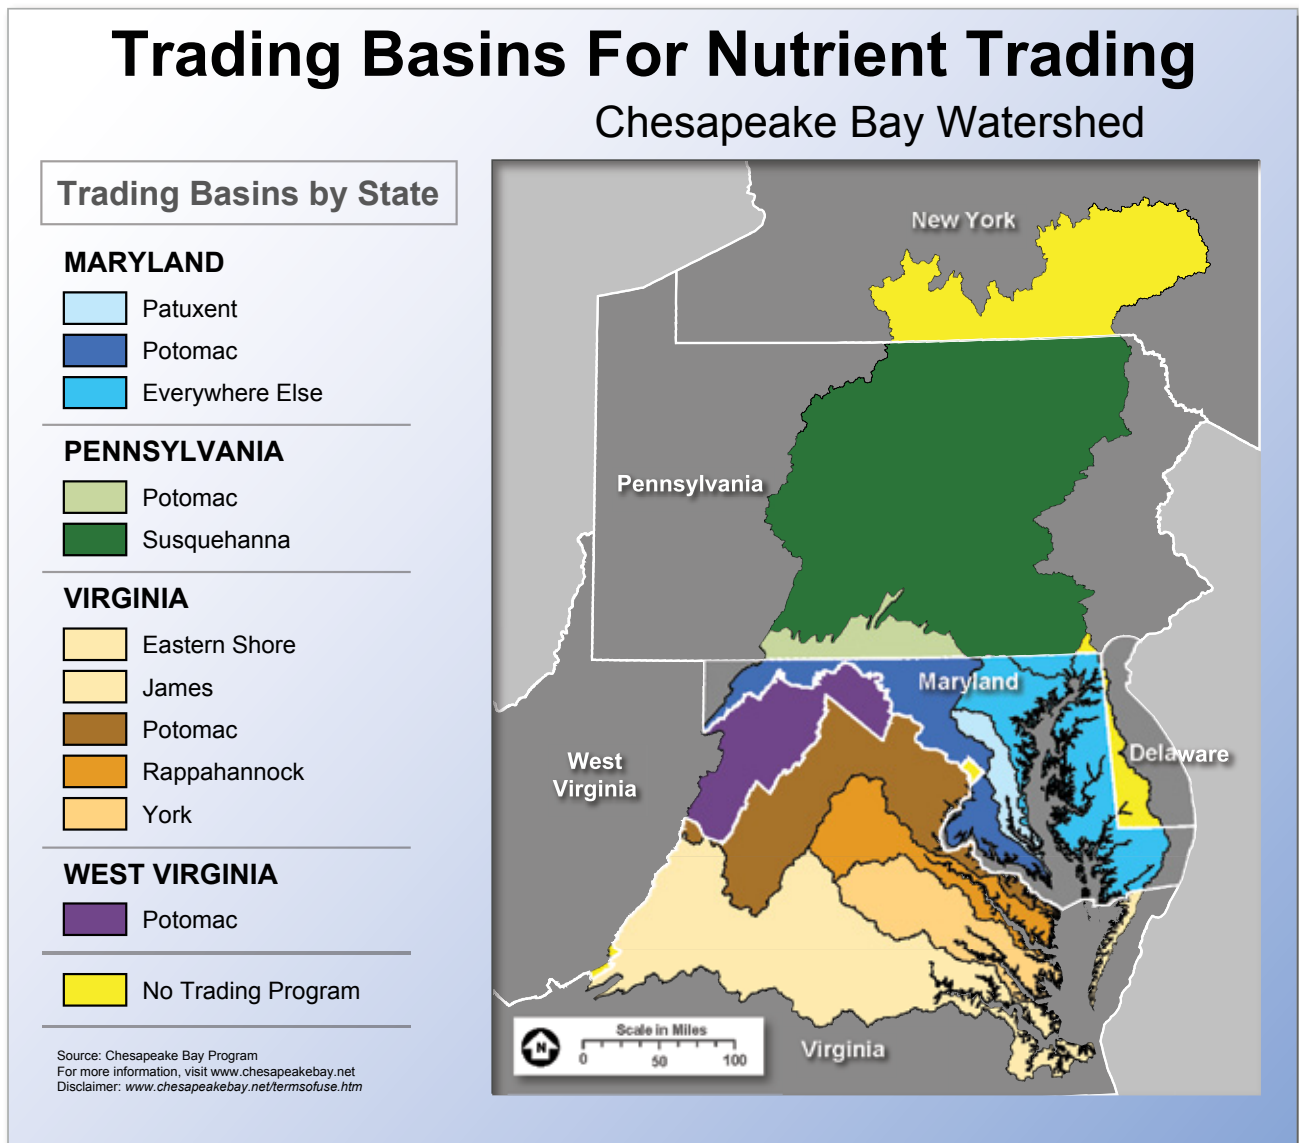 Trading Basins For Nutrient Trading
Chesapeake Bay Watershed
Trading Basins by State
MARYLAND
Patuxent
Potomac
Everywhere Else
PENNSYLVANIA
Potomac
Susquehanna
VIRGINIA
Eastern Shore
James
Potomac
Rappahannock
York
WEST VIRGINIA
Potomac
No Trading Program
Source: Chesapeake Bay Program
For more information, visit www.chesapeakebay.net
Disclaimer: www.chesapeakebay.net/termsofuse.htm
New York
Pennsylvania
Maryland
Delaware
West
Virginia
Virginia
N
Scale in Miles
0 50 100